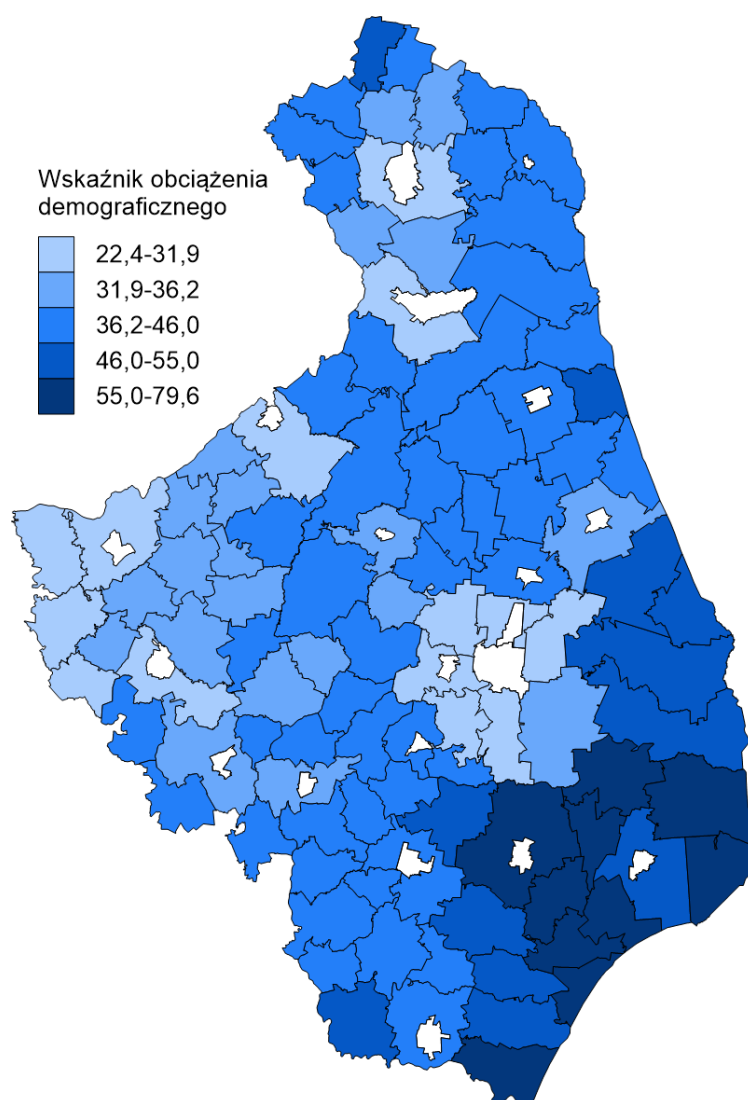 Wskaźnik obciążenia
demograficznego
22,4-31,9
31,9-36,2
36,2-46,0
46,0-55,0
55,0-79,6